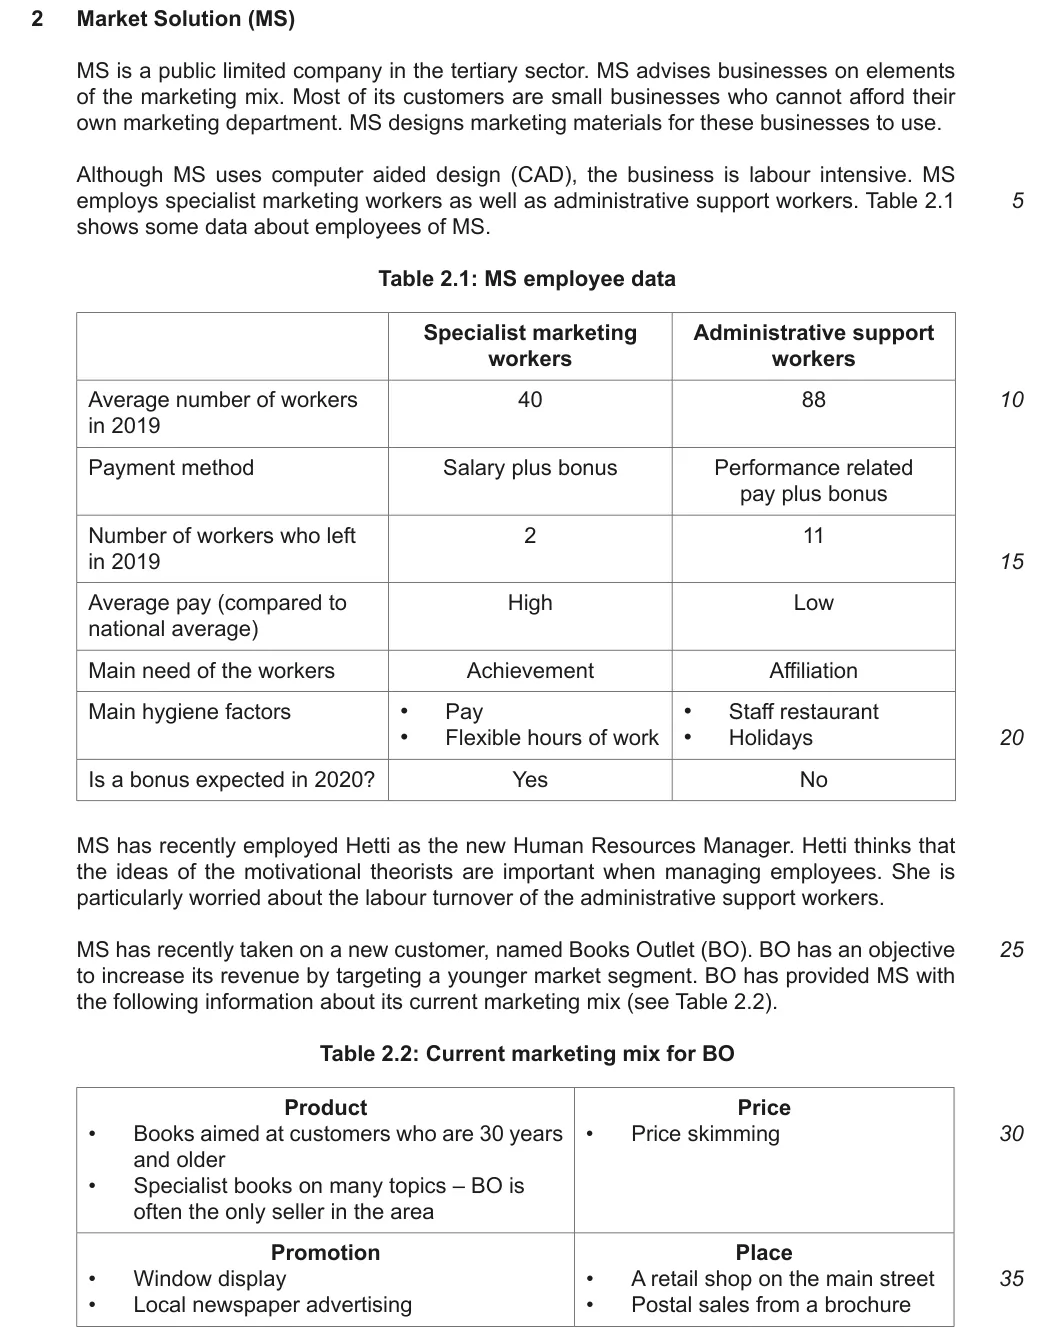 2 Market Solution (MS)
MS is a public limited company in the tertiary sector. MS advises businesses on elements
of the marketing mix. Most of its customers are small businesses who cannot afford their
own marketing department. MS designs marketing materials for these businesses to use.
Although MS uses computer aided design (CAD), the business is labour intensive. MS
employs specialist marketing workers as well as administrative support workers. Table 2.1 5
shows some data about employees of MS.
Table 2.1: MS employee data
Specialist marketing Administrative support
workers workers
Average number of workers 40 88 10
in 2019
Payment method Salary plus bonus Performance related
pay plus bonus
Number of workers who left 2 11
in 2019 15
Average pay (compared to High Low
national average)
Main need of the workers Achievement Affiliation
Main hygiene factors • Pay • Staff restaurant
• Flexible hours of work • Holidays 20
Is a bonus expected in 2020? Yes No
MS has recently employed Hetti as the new Human Resources Manager. Hetti thinks that
the ideas of the motivational theorists are important when managing employees. She is
particularly worried about the labour turnover of the administrative support workers.
MS has recently taken on a new customer, named Books Outlet (BO). BO has an objective 25
to increase its revenue by targeting a younger market segment. BO has provided MS with
the following information about its current marketing mix (see Table 2.2).
Table 2.2: Current marketing mix for BO
Product Price
• Books aimed at customers who are 30 years • Price skimming 30
and older
• Specialist books on many topics – BO is
often the only seller in the area
Promotion Place
• Window display • A retail shop on the main street 35
• Local newspaper advertising • Postal sales from a brochure